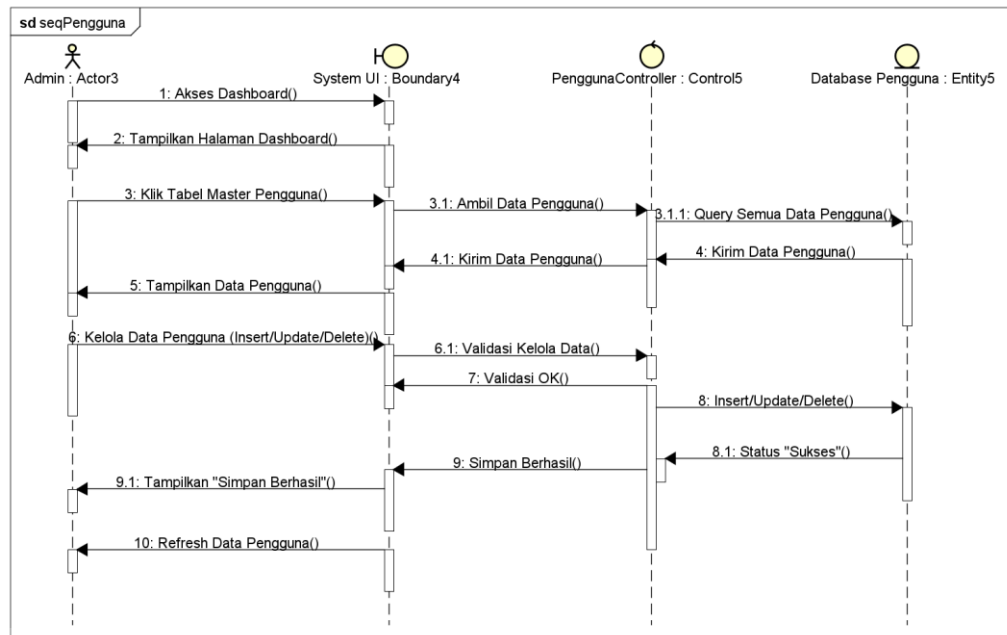 sd seqPengguna
Admin : Actor3
System UI : Boundary4
PenggunaController : Control5
Database Pengguna : Entity5
1: Akses Dashboard()
2: Tampilkan Halaman Dashboard()
3: Klik Tabel Master Pengguna()
3.1: Ambil Data Pengguna()
3.1.1: Query Semua Data Pengguna()
4: Kirim Data Pengguna()
4.1: Kirim Data Pengguna()
5: Tampilkan Data Pengguna()
6: Kelola Data Pengguna (Insert/Update/Delete)()
6.1: Validasi Kelola Data()
7: Validasi OK()
8: Insert/Update/Delete()
8.1: Status "Sukses"()
9: Simpan Berhasil()
9.1: Tampilkan "Simpan Berhasil"()
10: Refresh Data Pengguna()